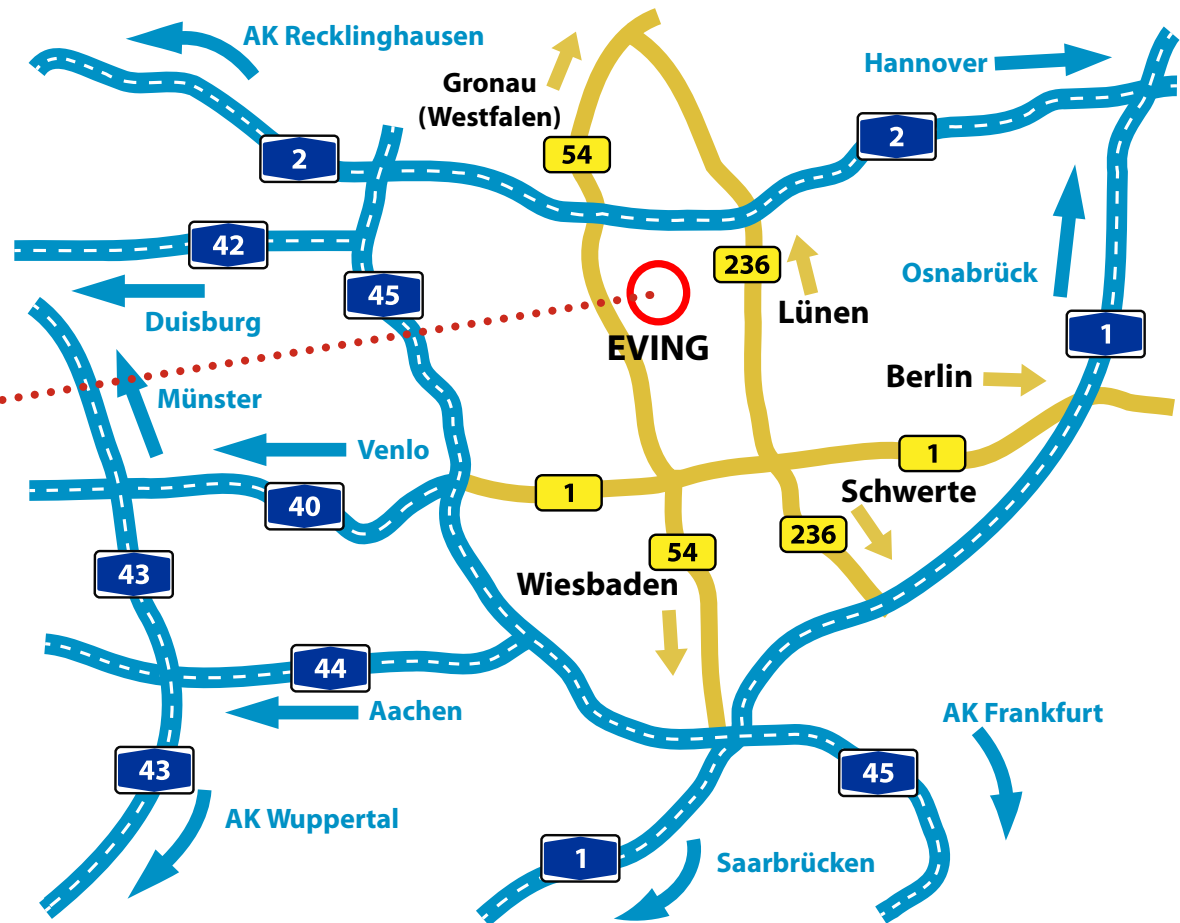 AK Recklinghausen
Hannover
Gronau
(Westfalen)
2
2
54
42
236
Osnabrück
45
Lünen
Duisburg
1
EVING
Berlin
Münster
Venlo
1
Schwerte
1
40
236
54
43
Wiesbaden
44
Aachen
AK Frankfurt
43
45
AK Wuppertal
1
Saarbrücken